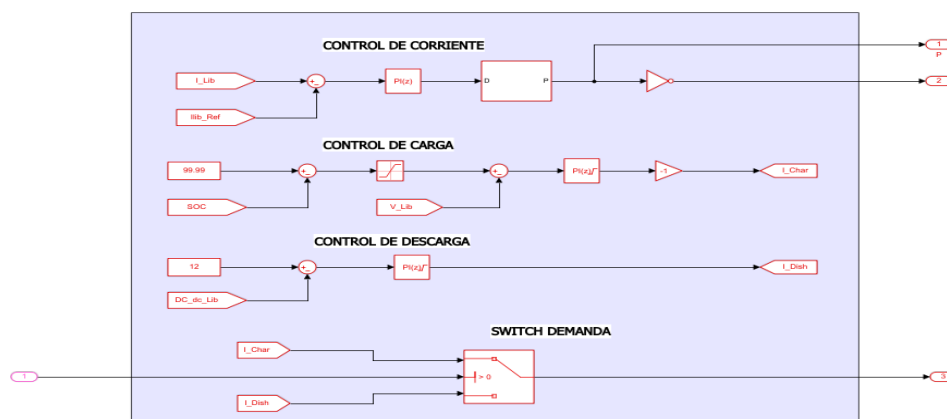 CONTROL DE CORRIENTE
1
P
I_Lib
+
-
PI(z)
D
P
2
Ilib_Ref
CONTROL DE CARGA
99.99
+
-
+
-
PI(z)
-1
I_Char
SOC
V_Lib
CONTROL DE DESCARGA
12
+
-
PI(z)
I_Dish
DC_dc_Lib
SWITCH DEMANDA
I_Char
1
> 0
3
I_Dish